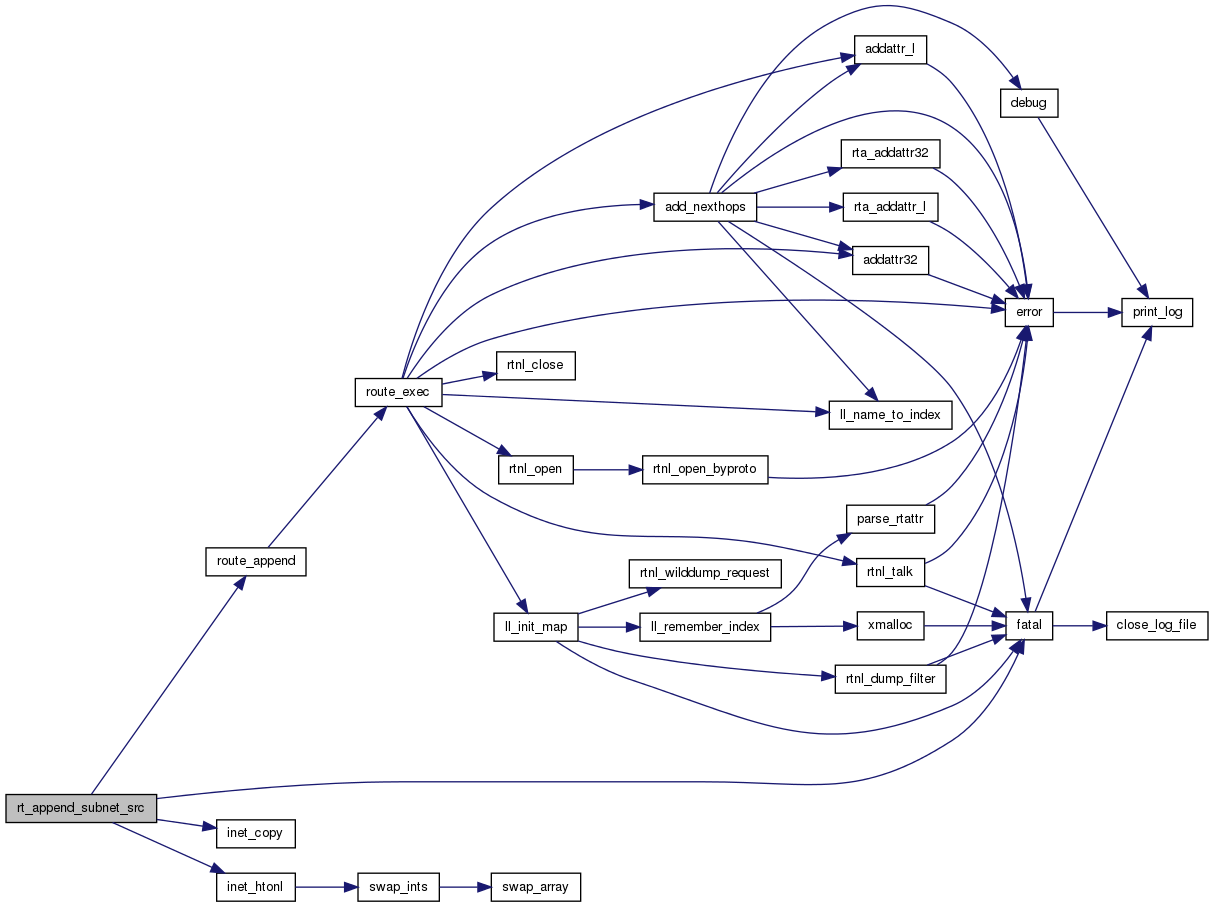 addattr_l
debug
rta_addattr32
add_nexthops
rta_addattr_l
addattr32
error
print_log
rtnl_close
route_exec
ll_name_to_index
rtnl_open
rtnl_open_byproto
parse_rtattr
route_append
rtnl_wilddump_request
rtnl_talk
ll_init_map
ll_remember_index
xmalloc
fatal
close_log_file
rtnl_dump_filter
rt_append_subnet_src
inet_copy
inet_htonl
swap_ints
swap_array